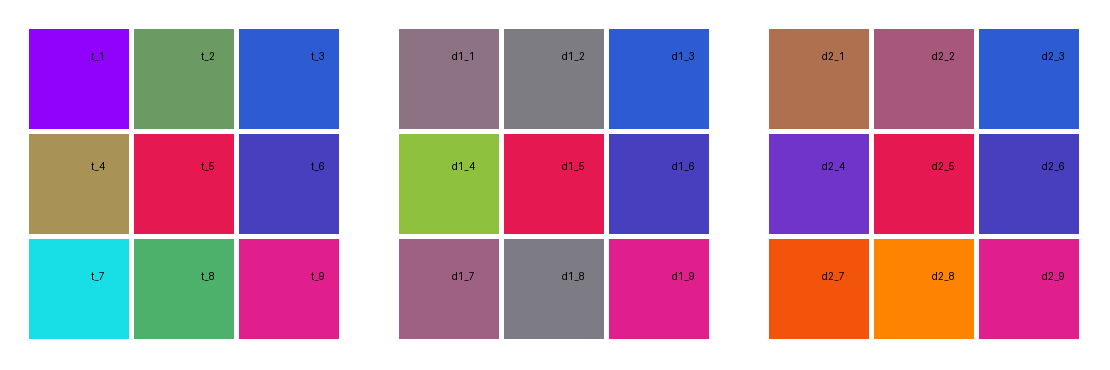 t_1 t_2 t_3 d1_1 d1_2 d1_3 d2_1 d2_2 d2_3
t_4 t_5 t_6 d1_4 d1_5 d1_6 d2_4 d2_5 d2_6
t_7 t_8 t_9 d1_7 d1_8 d1_9 d2_7 d2_8 d2_9